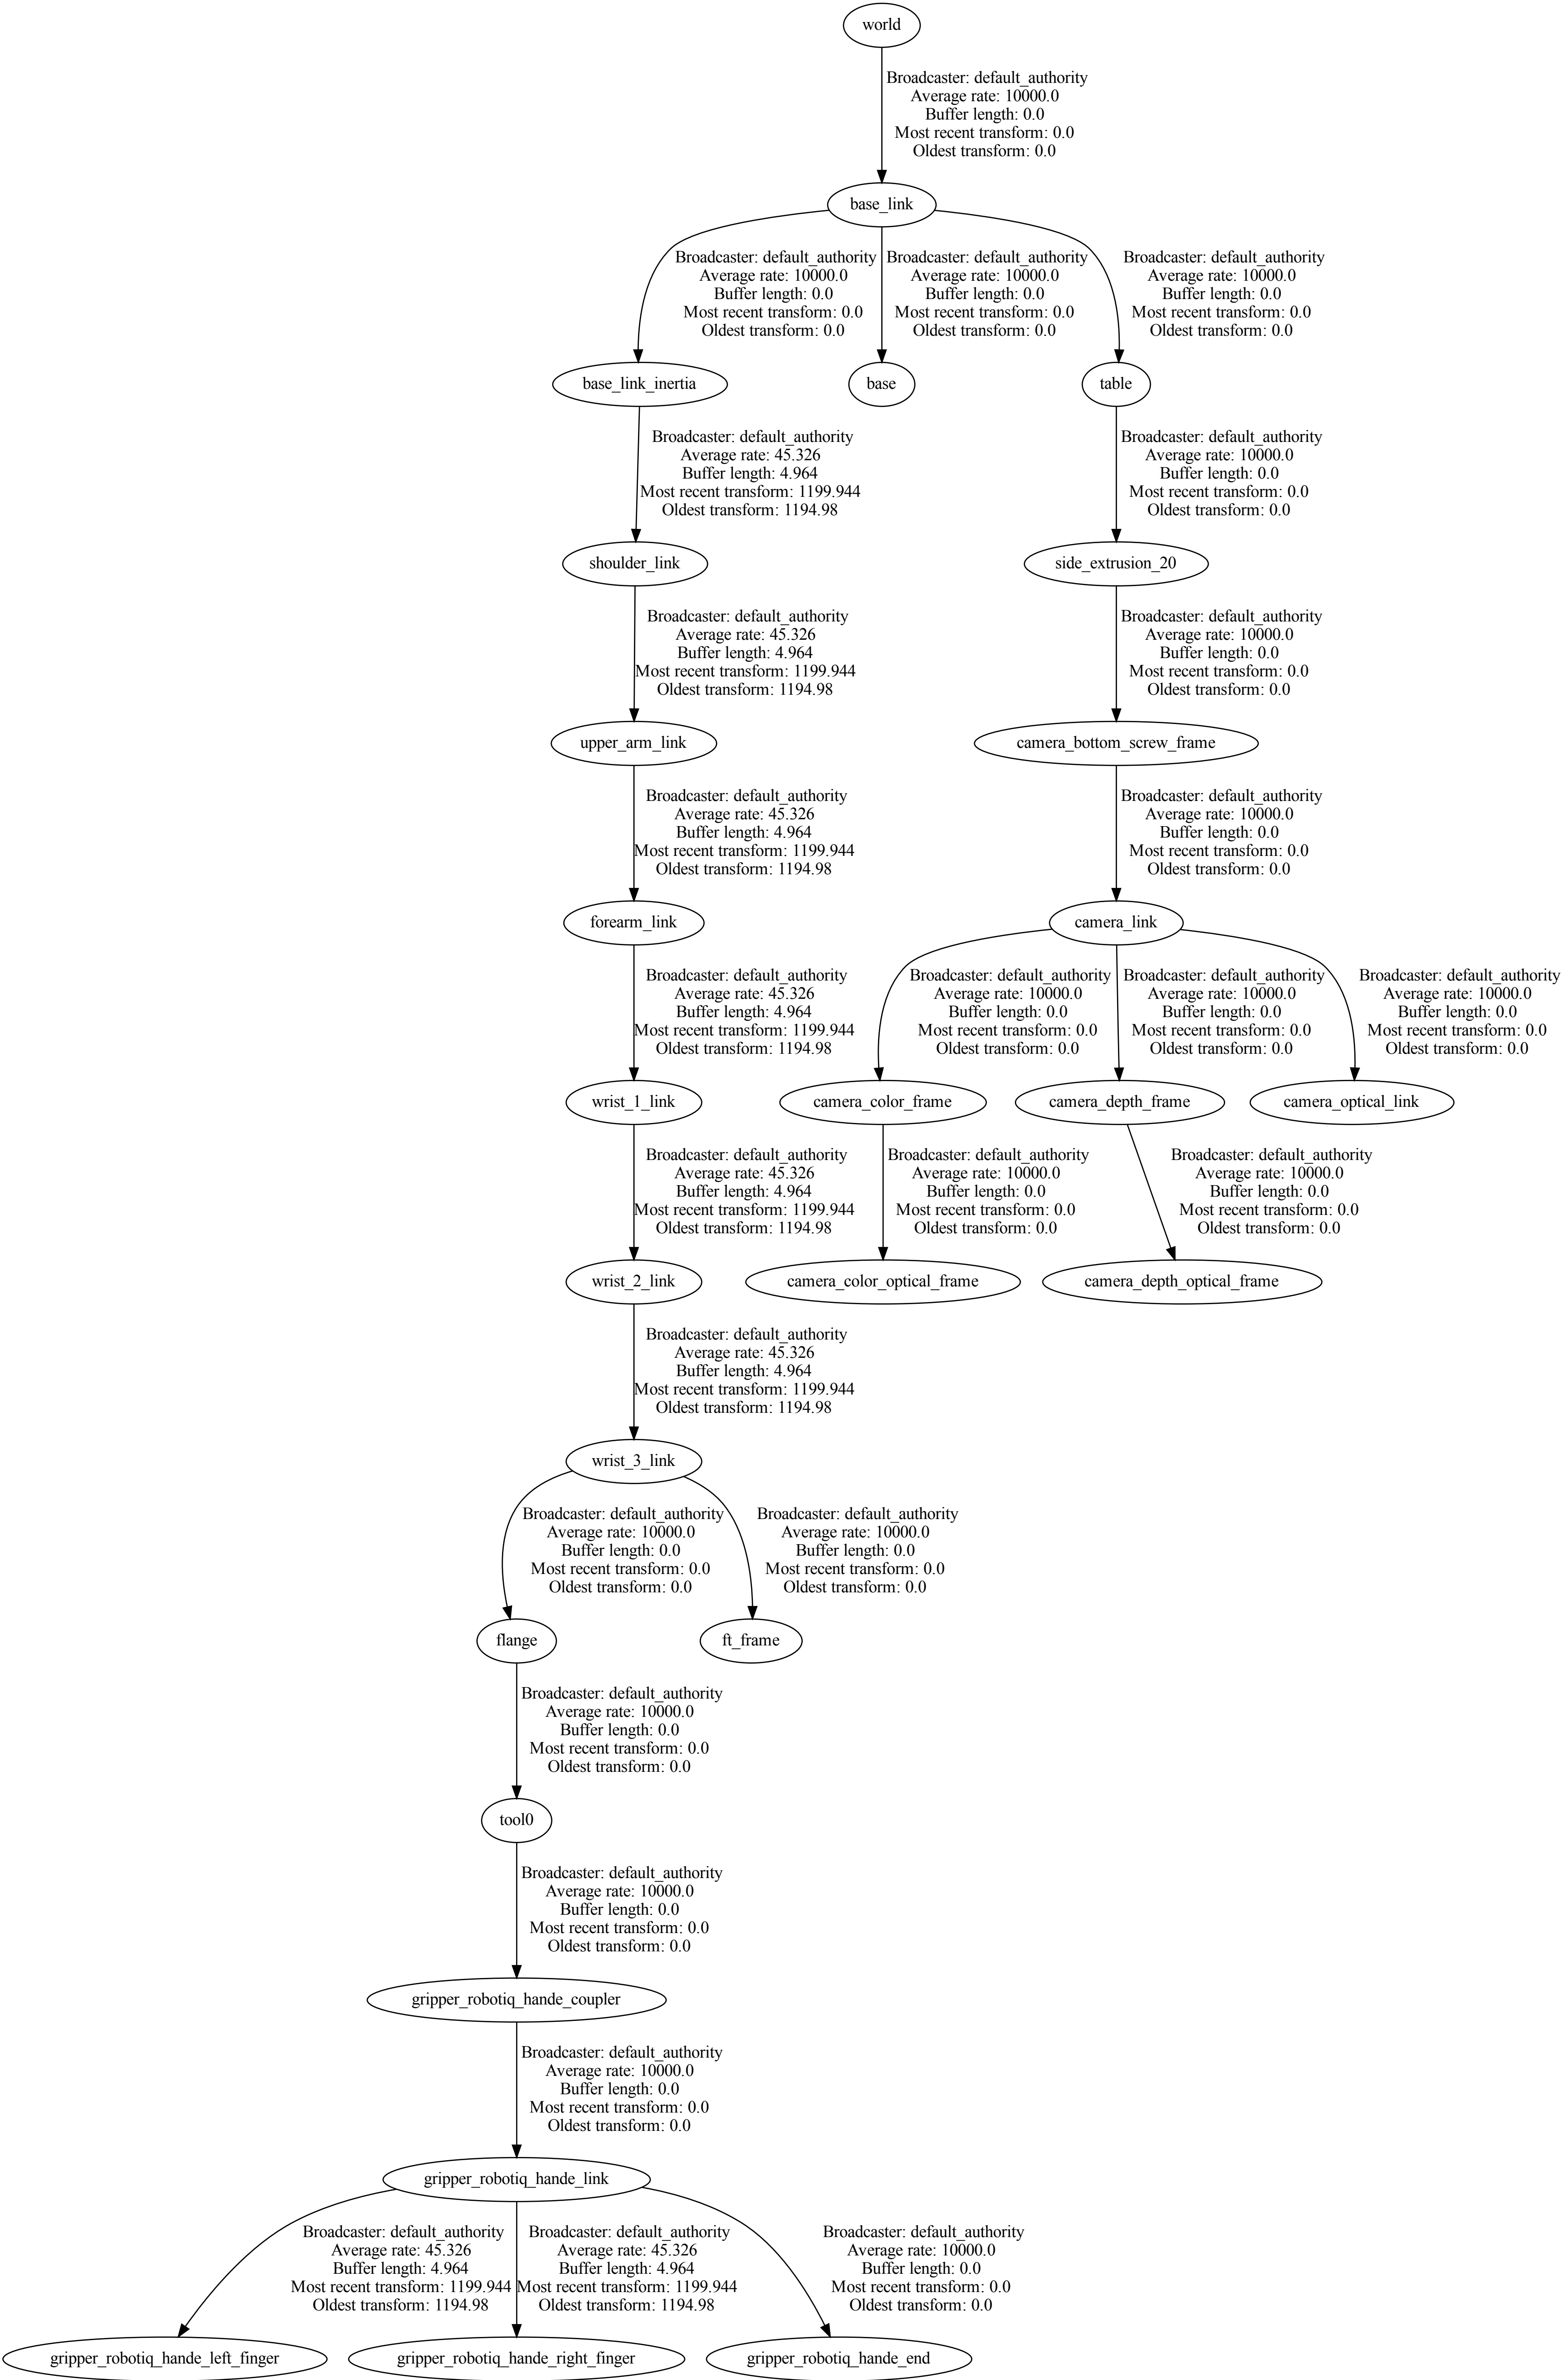 world
Broadcaster: default_authority
Average rate: 10000.0
Buffer length: 0.0
Most recent transform: 0.0
Oldest transform: 0.0
base_link
Broadcaster: default_authority
Average rate: 10000.0
Buffer length: 0.0
Most recent transform: 0.0
Oldest transform: 0.0
Broadcaster: default_authority
Average rate: 10000.0
Buffer length: 0.0
Most recent transform: 0.0
Oldest transform: 0.0
Broadcaster: default_authority
Average rate: 10000.0
Buffer length: 0.0
Most recent transform: 0.0
Oldest transform: 0.0
base_link_inertia
base
table
Broadcaster: default_authority
Average rate: 45.326
Buffer length: 4.964
Most recent transform: 1199.944
Oldest transform: 1194.98
Broadcaster: default_authority
Average rate: 10000.0
Buffer length: 0.0
Most recent transform: 0.0
Oldest transform: 0.0
shoulder_link
side_extrusion_20
Broadcaster: default_authority
Average rate: 45.326
Buffer length: 4.964
Most recent transform: 1199.944
Oldest transform: 1194.98
Broadcaster: default_authority
Average rate: 10000.0
Buffer length: 0.0
Most recent transform: 0.0
Oldest transform: 0.0
upper_arm_link
camera_bottom_screw_frame
Broadcaster: default_authority
Average rate: 45.326
Buffer length: 4.964
Most recent transform: 1199.944
Oldest transform: 1194.98
Broadcaster: default_authority
Average rate: 10000.0
Buffer length: 0.0
Most recent transform: 0.0
Oldest transform: 0.0
forearm_link
camera_link
Broadcaster: default_authority
Average rate: 45.326
Buffer length: 4.964
Most recent transform: 1199.944
Oldest transform: 1194.98
Broadcaster: default_authority
Average rate: 10000.0
Buffer length: 0.0
Most recent transform: 0.0
Oldest transform: 0.0
Broadcaster: default_authority
Average rate: 10000.0
Buffer length: 0.0
Most recent transform: 0.0
Oldest transform: 0.0
Broadcaster: default_authority
Average rate: 10000.0
Buffer length: 0.0
Most recent transform: 0.0
Oldest transform: 0.0
wrist_1_link
camera_color_frame
camera_depth_frame
camera_optical_link
Broadcaster: default_authority
Average rate: 45.326
Buffer length: 4.964
Most recent transform: 1199.944
Oldest transform: 1194.98
Broadcaster: default_authority
Average rate: 10000.0
Buffer length: 0.0
Most recent transform: 0.0
Oldest transform: 0.0
Broadcaster: default_authority
Average rate: 10000.0
Buffer length: 0.0
Most recent transform: 0.0
Oldest transform: 0.0
wrist_2_link
camera_color_optical_frame
camera_depth_optical_frame
Broadcaster: default_authority
Average rate: 45.326
Buffer length: 4.964
Most recent transform: 1199.944
Oldest transform: 1194.98
wrist_3_link
Broadcaster: default_authority
Average rate: 10000.0
Buffer length: 0.0
Most recent transform: 0.0
Oldest transform: 0.0
Broadcaster: default_authority
Average rate: 10000.0
Buffer length: 0.0
Most recent transform: 0.0
Oldest transform: 0.0
flange
ft_frame
Broadcaster: default_authority
Average rate: 10000.0
Buffer length: 0.0
Most recent transform: 0.0
Oldest transform: 0.0
tool0
Broadcaster: default_authority
Average rate: 10000.0
Buffer length: 0.0
Most recent transform: 0.0
Oldest transform: 0.0
gripper_robotiq_hande_coupler
Broadcaster: default_authority
Average rate: 10000.0
Buffer length: 0.0
Most recent transform: 0.0
Oldest transform: 0.0
gripper_robotiq_hande_link
Broadcaster: default_authority
Average rate: 45.326
Buffer length: 4.964
Most recent transform: 1199.944
Oldest transform: 1194.98
Broadcaster: default_authority
Average rate: 45.326
Buffer length: 4.964
Most recent transform: 1199.944
Oldest transform: 1194.98
Broadcaster: default_authority
Average rate: 10000.0
Buffer length: 0.0
Most recent transform: 0.0
Oldest transform: 0.0
gripper_robotiq_hande_left_finger
gripper_robotiq_hande_right_finger
gripper_robotiq_hande_end